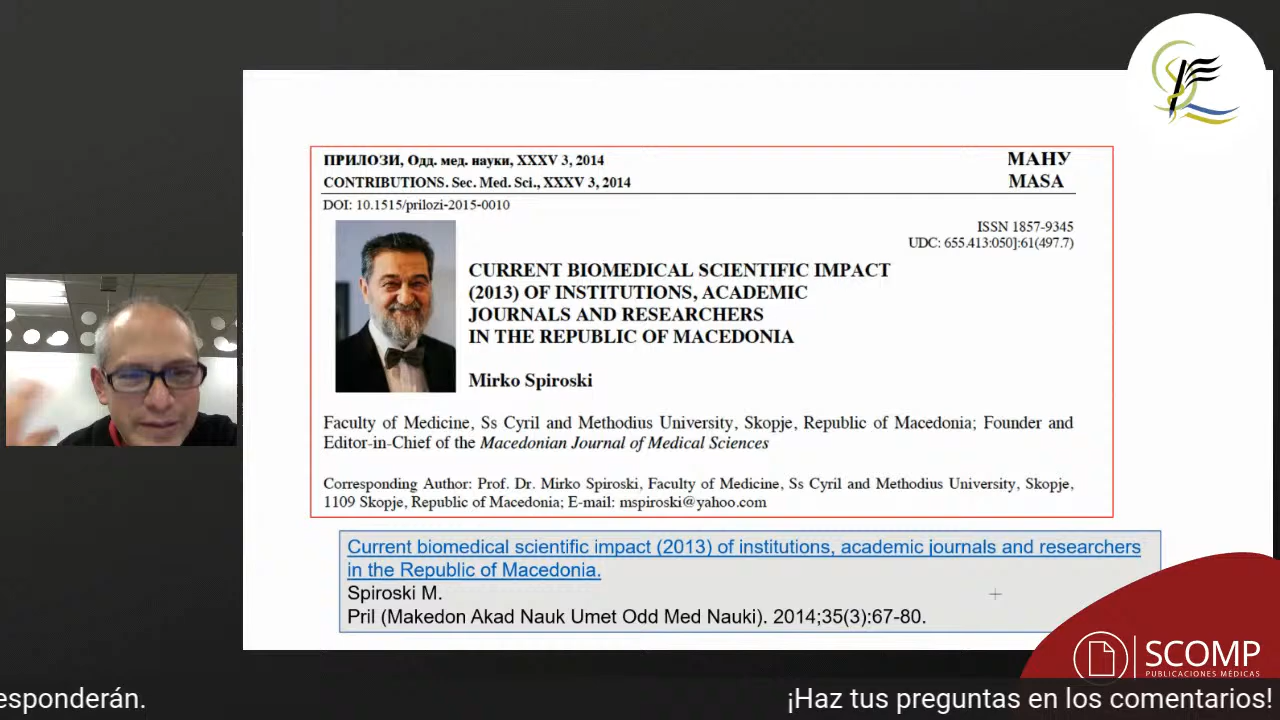 ПРИЛОЗИ, Одд. мед. науки, XXXV 3, 2014
МАНУ
CONTRIBUTIONS. Sec. Med. Sci., XXXV 3, 2014
MASA
DOI: 10.1515/prilozi-2015-0010
ISSN 1857-9345
UDC: 655.413:050]:61(497.7)
CURRENT BIOMEDICAL SCIENTIFIC IMPACT
(2013) OF INSTITUTIONS, ACADEMIC
JOURNALS AND RESEARCHERS
IN THE REPUBLIC OF MACEDONIA
Mirko Spiroski
Faculty of Medicine, Ss Cyril and Methodius University, Skopje, Republic of Macedonia; Founder and
Editor-in-Chief of the Macedonian Journal of Medical Sciences
Corresponding Author: Prof. Dr. Mirko Spiroski, Faculty of Medicine, Ss Cyril and Methodius University, Skopje,
1109 Skopje, Republic of Macedonia; E-mail: mspiroski@yahoo.com
Current biomedical scientific impact (2013) of institutions, academic journals and researchers
in the Republic of Macedonia.
Spiroski M.
Pril (Makedon Akad Nauk Umet Odd Med Nauki). 2014;35(3):67-80.
SCOMP
PUBLICACIONES MÉDICAS
esponderán.
¡Haz tus preguntas en los comentarios!